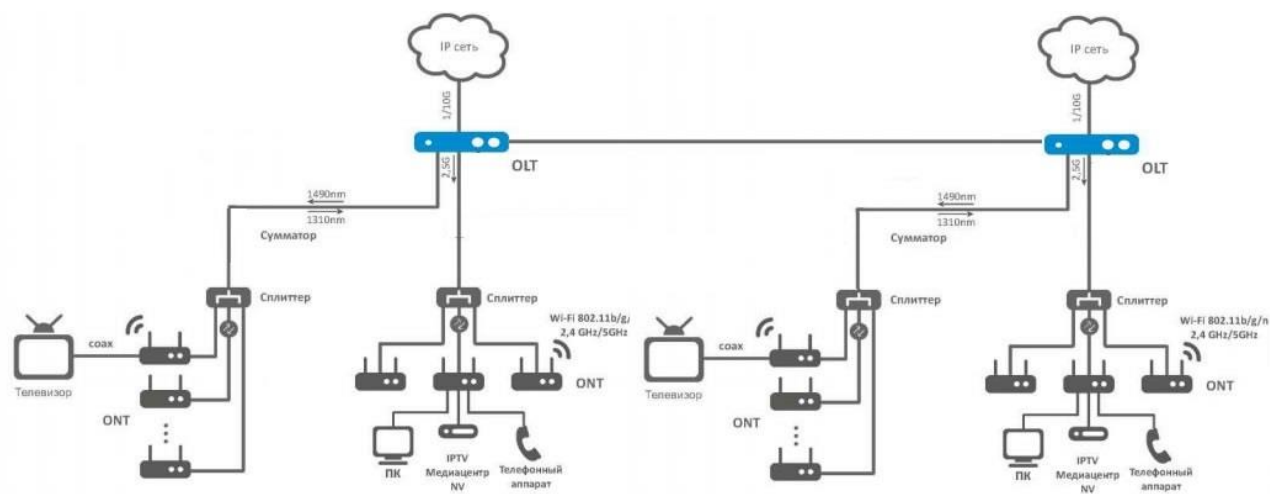 IP сеть
1/10G
OLT
2,5G
1490nm
1310nm
Сумматор
Сплиттер
Сплиттер
Wi-Fi 802.11b/g/
2,4 GHz/5GHz
coax
Телевизор
ONT
ONT
ПК
IPTV
Медиацентр
NV
Телефонный
аппарат
IP сеть
1/10G
OLT
2,5G
1490nm
1310nm
Сумматор
Сплиттер
Сплиттер
Wi-Fi 802.11b/g/n
2,4 GHz/5GHz
coax
Телевизор
ONT
ONT
ПК
IPTV
Медиацентр
NV
Телефонный
аппарат